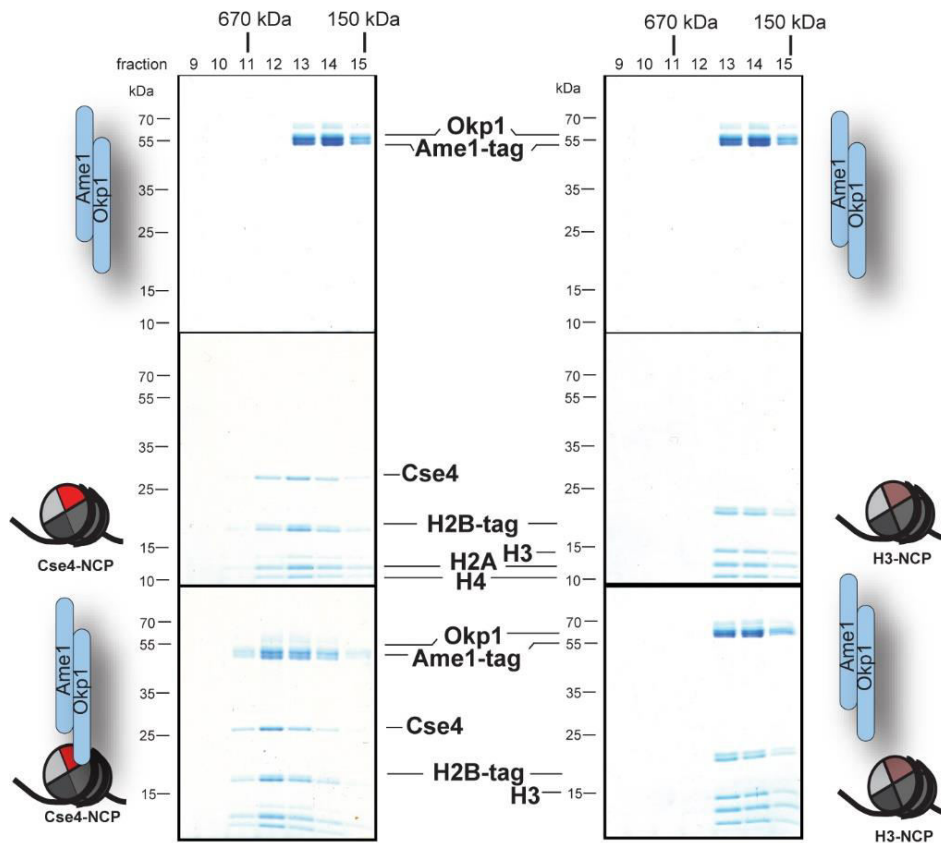 670 kDa 150 kDa 670 kDa 150 kDa
fraction 9 10 11 12 13 14 15 9 10 11 12 13 14 15
kDa kDa
70 Okp1 70
55 Ame1-tag 55
35 35
25 25
15 15
10 10
Ame1 Okp1
Ame1 Okp1
70 70
55 55
35 35
25 Cse4 25
H2B-tag
15 H3 15
H2A
10 H4 10
Cse4-NCP H3-NCP
70 Okp1 70
55 Ame1-tag 55
35 35
25 Cse4 25
H2B-tag
15 H3 15
Ame1 Okp1
Cse4-NCP
Ame1 Okp1
H3-NCP